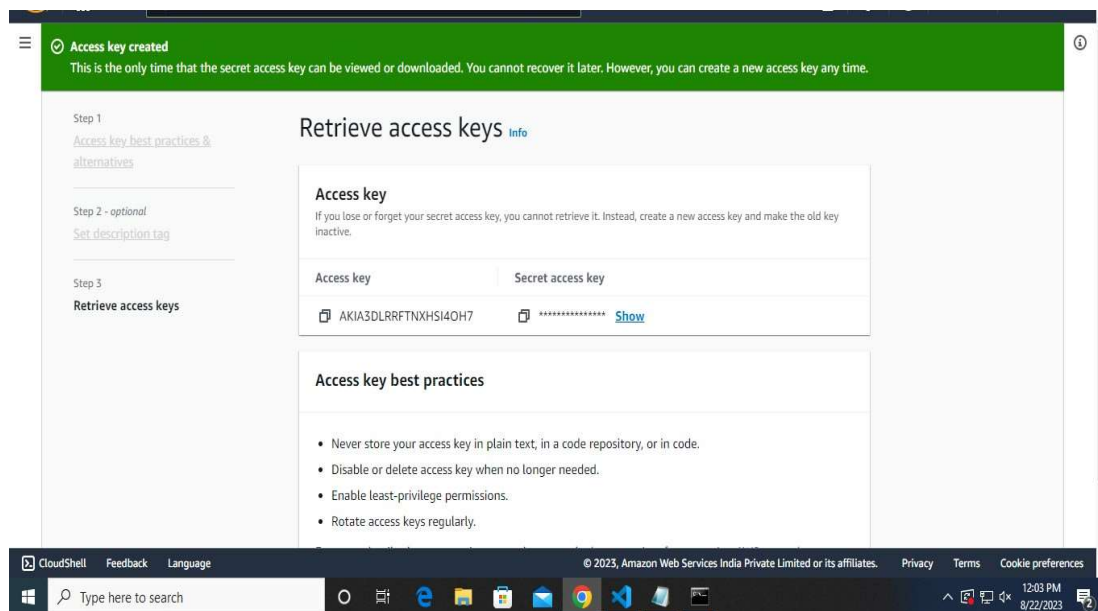 Access key created
This is the only time that the secret access key can be viewed or downloaded. You cannot recover it later. However, you can create a new access key any time.
Step 1
Access key best practices &
alternatives
Step 2 - optional
Set description tag
Step 3
Retrieve access keys
Retrieve access keys Info
Access key
If you lose or forget your secret access key, you cannot retrieve it. Instead, create a new access key and make the old key
inactive.
Access key Secret access key
AKIA3DLRRFTNXHSI4OH7 ************** Show
Access key best practices
• Never store your access key in plain text, in a code repository, or in code.
• Disable or delete access key when no longer needed.
• Enable least-privilege permissions.
• Rotate access keys regularly.
CloudShell Feedback Language © 2023, Amazon Web Services India Private Limited or its affiliates. Privacy Terms Cookie preferences
Type here to search
12:03 PM
8/22/2023
2